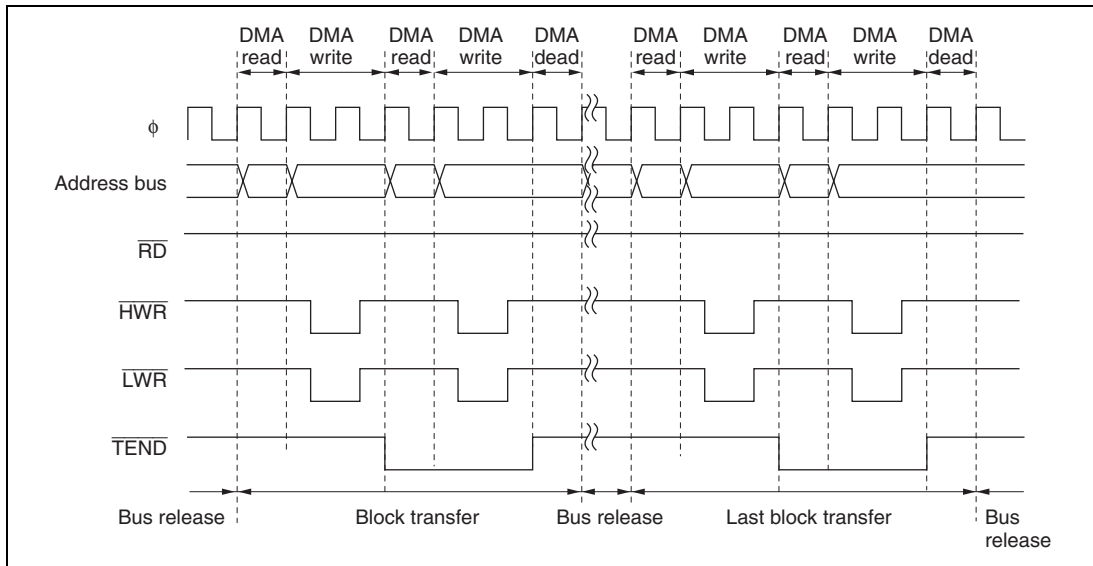 DMA DMA DMA DMA DMA DMA DMA DMA DMA DMA
read write read write dead read write read write dead
ϕ
Address bus
RD
HWR
LWR
TEND
Bus release Block transfer Bus release Last block transfer Bus
release